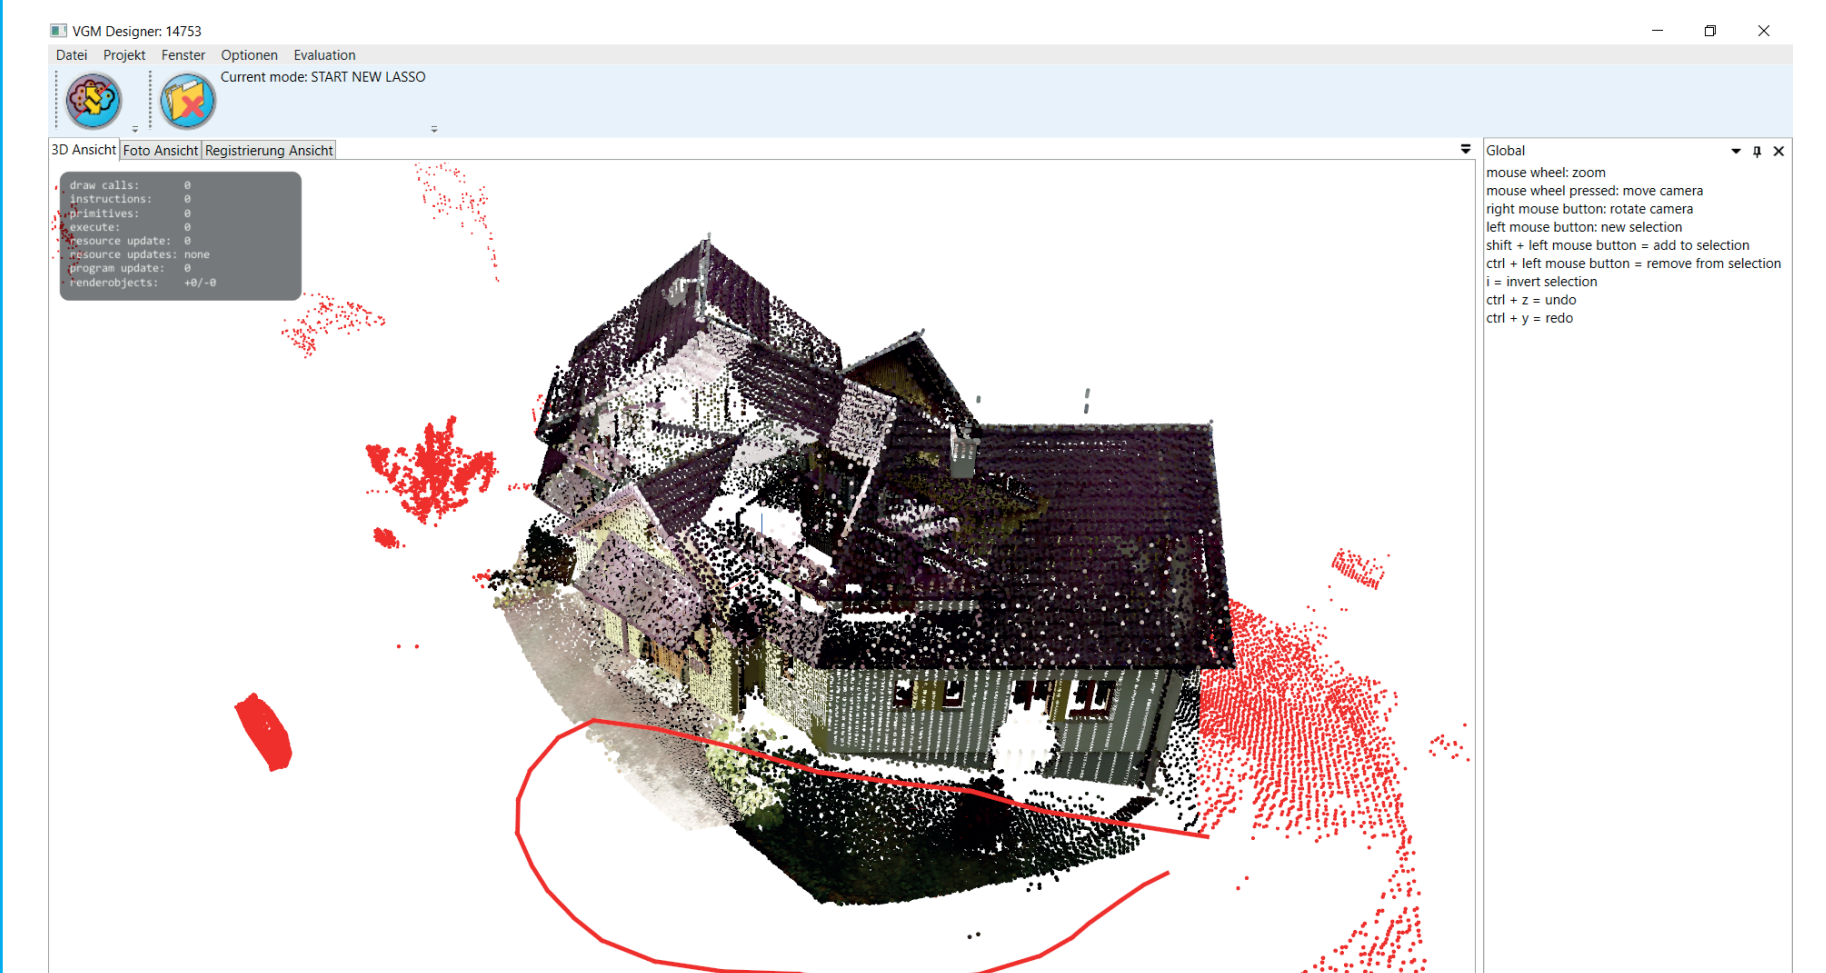 VGM Designer: 14753
Datei Projekt Fenster Optionen Evaluation
Current mode: START NEW LASSO
3D Ansicht Foto Ansicht Registrierung Ansicht
Global
draw calls: 0
instructions: 0
primitives: 0
execute: 0
resource update: 0
resource updates: none
program update: 0
renderobjects: +0/-0
mouse wheel: zoom
mouse wheel pressed: move camera
right mouse button: rotate camera
left mouse button: new selection
shift + left mouse button = add to selection
ctrl + left mouse button = remove from selection
i = invert selection
ctrl + z = undo
ctrl + y = redo